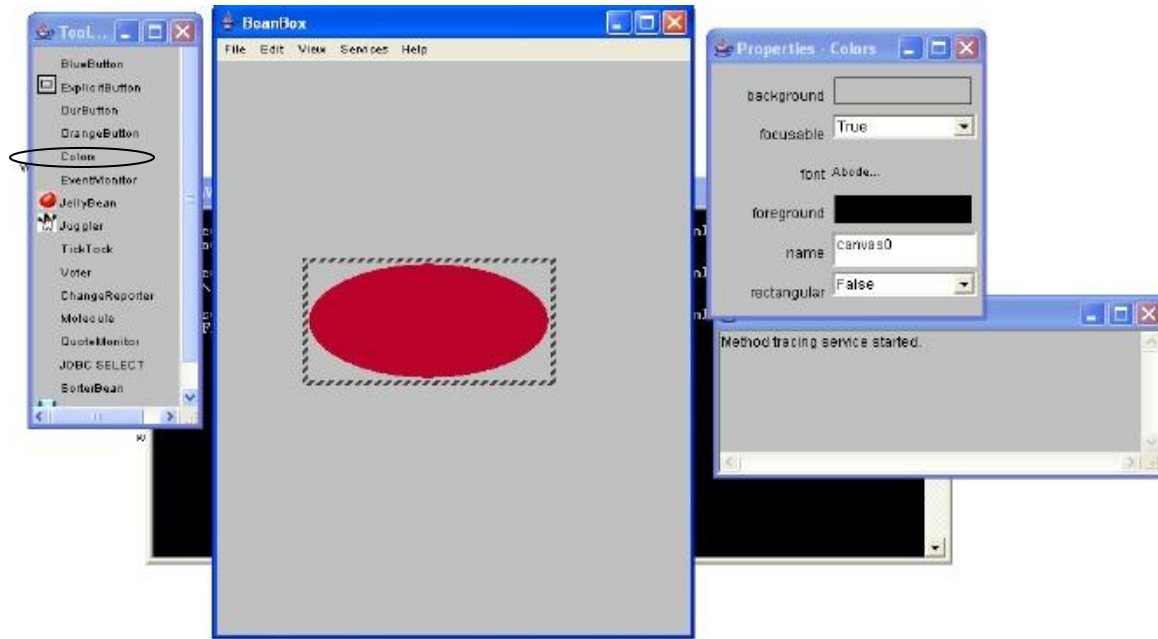 Tool...
BlueButton
ExplicitButton
OurButton
OrangeButton
Colors
EventMonitor
JellyBean
Juggler
TickTock
Voter
ChangeReporter
Molecule
QuoteMonitor
JDBC SELECT
SorterBean
BeanBox
File Edit View Services Help
Properties - Colors
background
focusable True
font Abcde...
foreground
name canvas0
rectangular False
Method tracing service started.